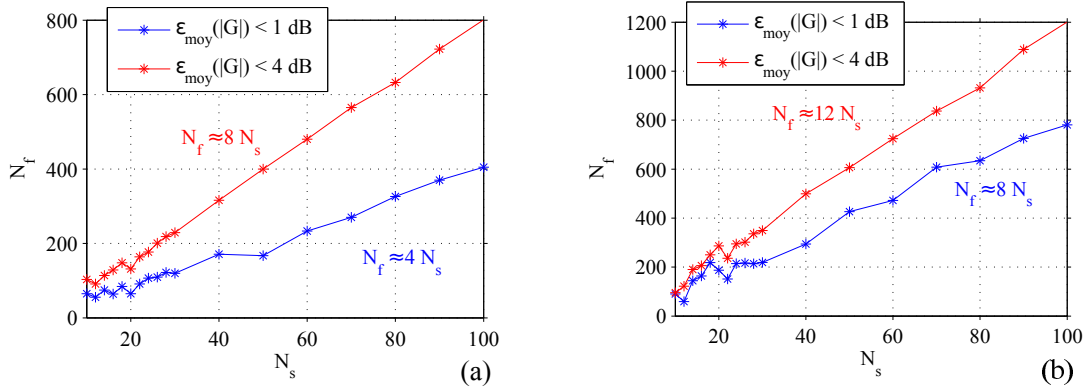 800
600
400
200
0
20
40
60
80
100
N_f
N_s
ε_moy(|G|) < 1 dB
ε_moy(|G|) < 4 dB
N_f ≈8 N_s
N_f ≈4 N_s
(a)
1200
1000
800
600
400
200
0
20
40
60
80
100
N_f
N_s
ε_moy(|G|) < 1 dB
ε_moy(|G|) < 4 dB
N_f ≈12 N_s
N_f ≈8 N_s
(b)